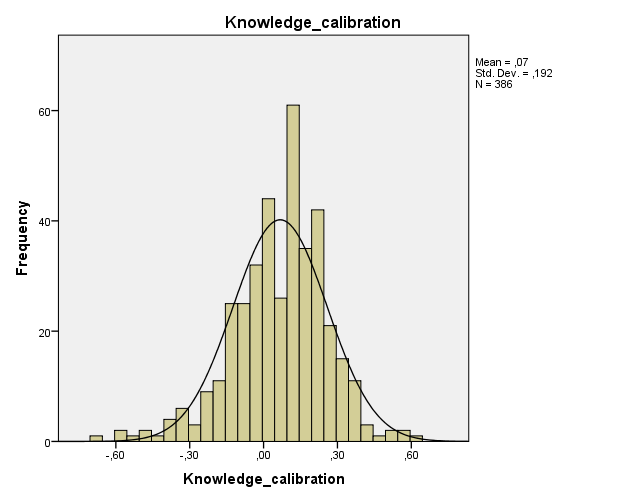 Knowledge_calibration
Mean = ,07
Std. Dev. = ,192
N = 386
Frequency
60
40
20
0
-,60 -,30 ,00 ,30 ,60
Knowledge_calibration